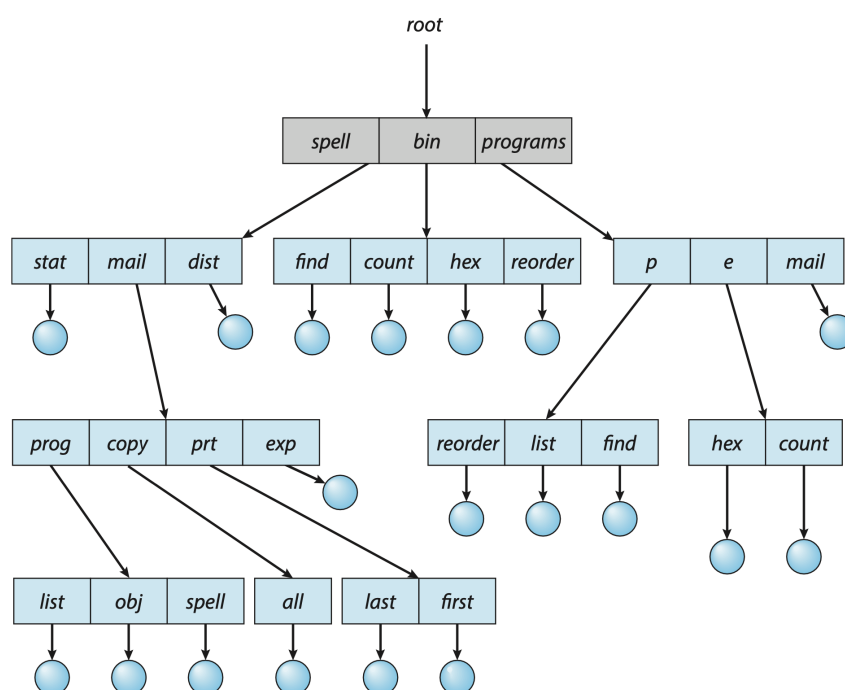 root
spell bin programs
stat mail dist find count hex reorder p e mail
prog copy prt exp reorder list find hex count
list obj spell all last first